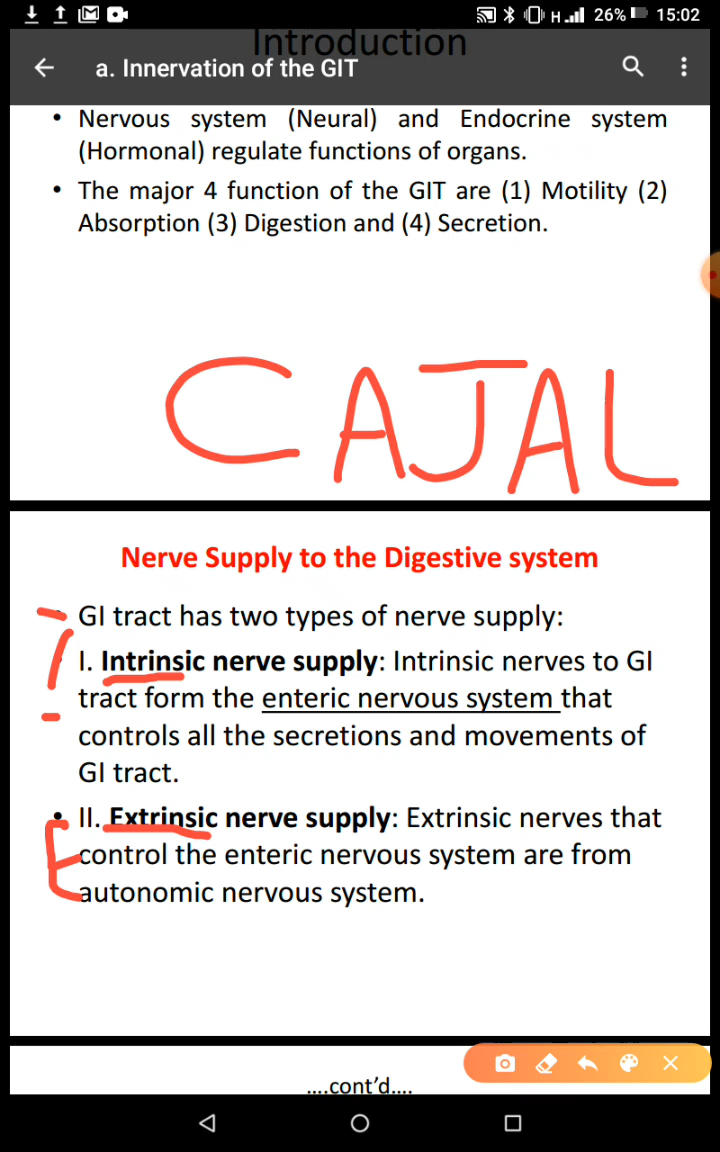 26% 15:02
Introduction
a. Innervation of the GIT
• Nervous system (Neural) and Endocrine system
(Hormonal) regulate functions of organs.
• The major 4 function of the GIT are (1) Motility (2)
Absorption (3) Digestion and (4) Secretion.
CAJAL
Nerve Supply to the Digestive system
GI tract has two types of nerve supply:
I. Intrinsic nerve supply: Intrinsic nerves to GI
tract form the enteric nervous system that
controls all the secretions and movements of
GI tract.
• II. Extrinsic nerve supply: Extrinsic nerves that
control the enteric nervous system are from
autonomic nervous system.
I
E
....cont'd....